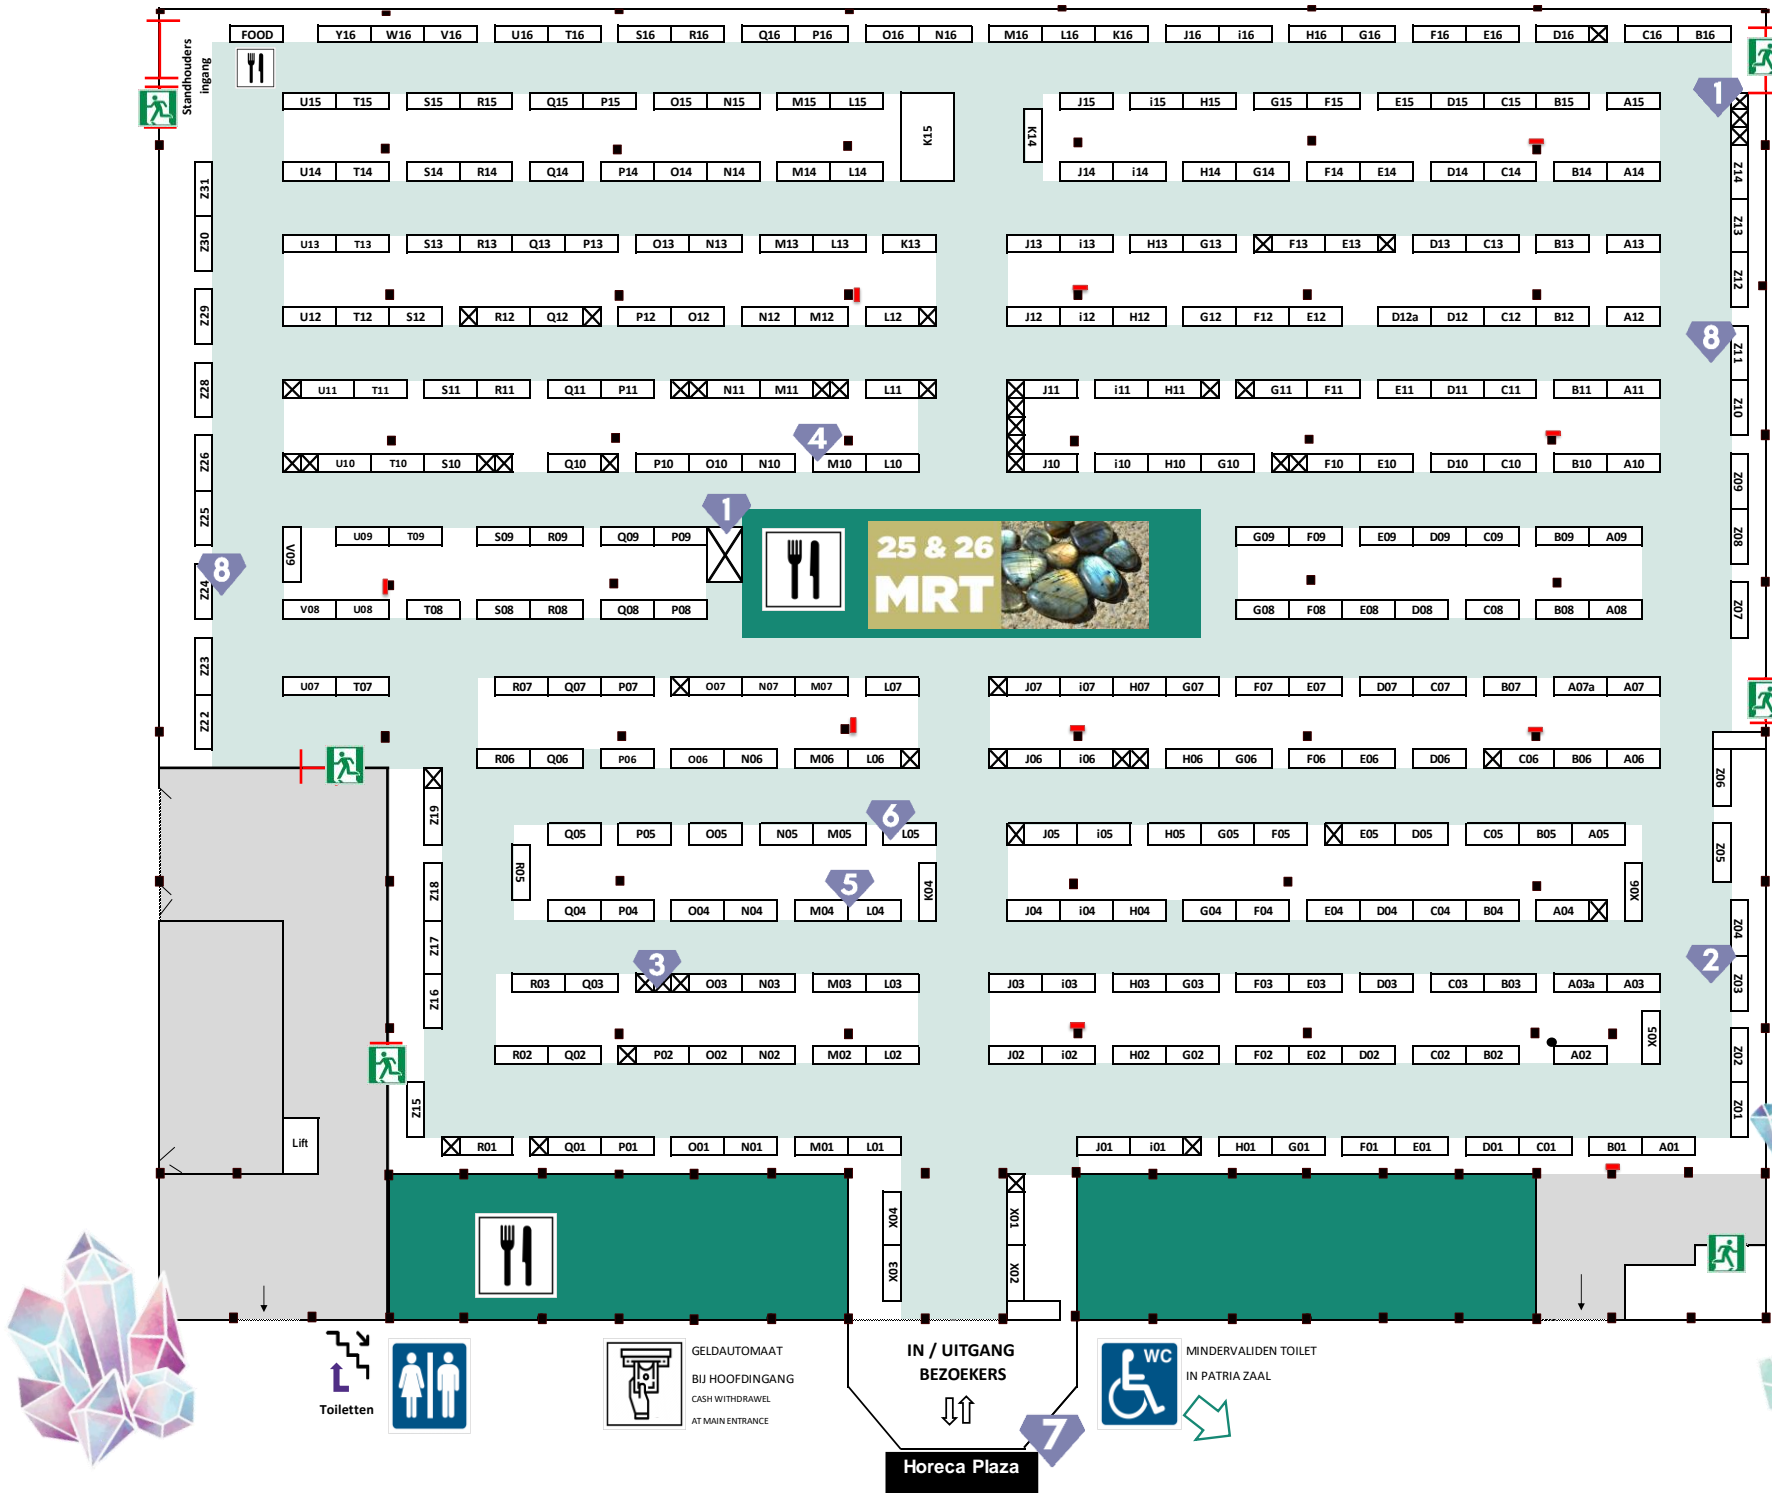 FOOD Y16 W16 V16 U16 T16 S16 R16 Q16 P16 O16 N16 M16 L16 K16 J16 i16 H16 G16 F16 E16 D16 C16 B16
Standhouders
ingang
1
U15 T15 S15 R15 Q15 P15 O15 N15 M15 L15 K15 K14 J15 i15 H15 G15 F15 E15 D15 C15 B15 A15
U14 T14 S14 R14 Q14 P14 O14 N14 M14 L14 J14 i14 H14 G14 F14 E14 D14 C14 B14 A14
Z31 Z14
Z30 Z13
U13 T13 S13 R13 Q13 P13 O13 N13 M13 L13 K13 J13 i13 H13 G13 F13 E13 D13 C13 B13 A13
Z12
Z29
U12 T12 S12 R12 Q12 P12 O12 N12 M12 L12 J12 i12 H12 G12 F12 E12 D12a D12 C12 B12 A12
8 Z11
Z28 Z10
U11 T11 S11 R11 Q11 P11 N11 M11 L11 J11 i11 H11 G11 F11 E11 D11 C11 B11 A11
4
Z26 Z09
U10 T10 S10 Q10 P10 O10 N10 M10 L10 J10 i10 H10 G10 F10 E10 D10 C10 B10 A10
1
Z25 Z08
V09 U09 T09 S09 R09 Q09 P09 G09 F09 E09 D09 C09 B09 A09
25 & 26
MRT
8
Z24 Z07
V08 U08 T08 S08 R08 Q08 P08 G08 F08 E08 D08 C08 B08 A08
Z23
U07 T07 R07 Q07 P07 O07 N07 M07 L07 J07 i07 H07 G07 F07 E07 D07 C07 B07 A07a A07
Z22
R06 Q06 P06 O06 N06 M06 L06 J06 i06 H06 G06 F06 E06 D06 C06 B06 A06
Z06
Z19
6
Q05 P05 O05 N05 M05 L05 J05 i05 H05 G05 F05 E05 D05 C05 B05 A05
Z05
R05 K04 X06
Z18
5
Q04 P04 O04 N04 M04 L04 J04 i04 H04 G04 F04 E04 D04 C04 B04 A04
Z17 Z04
3
2
R03 Q03 O03 N03 M03 L03 J03 i03 H03 G03 F03 E03 D03 C03 B03 A03a A03
Z16 Z03
X05
R02 Q02 P02 O02 N02 M02 L02 J02 i02 H02 G02 F02 E02 D02 C02 B02 A02
Z02
Z15 Z01
Lift
R01 Q01 P01 O01 N01 M01 L01 J01 i01 H01 G01 F01 E01 D01 C01 B01 A01
X04 X01
X03 X02
Toiletten
GELDAUTOMAAT
BIJ HOOFDINGANG
CASH WITHDRAWEL
AT MAIN ENTRANCE
IN / UITGANG
BEZOEKERS
7
Horeca Plaza
WC
MINDERVALIDEN TOILET
IN PATRIA ZAAL